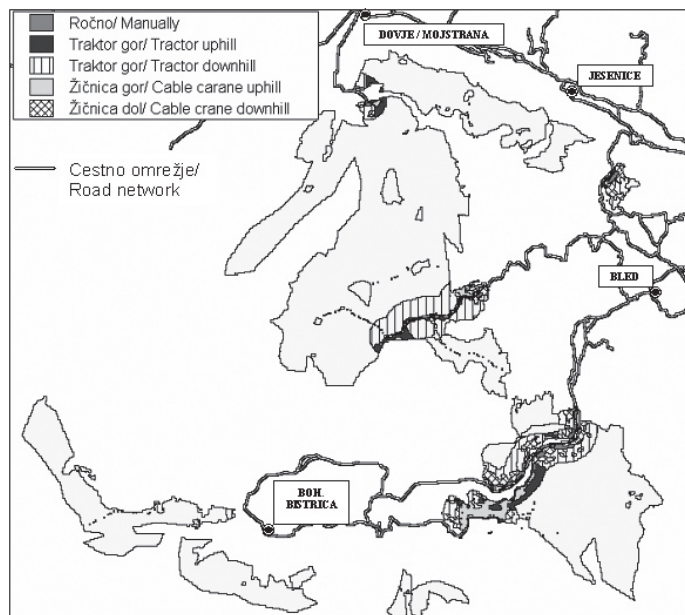 Ročno/ Manually
Traktor gor/ Tractor uphill
Traktor gor/ Tractor downhill
Žičnica gor/ Cable carane uphill
Žičnica dol/ Cable crane downhill
Cestno omrežje/
Road network
DOVJE / MOJSTRANA
JESENICE
BLED
BOH.
BISTRICA